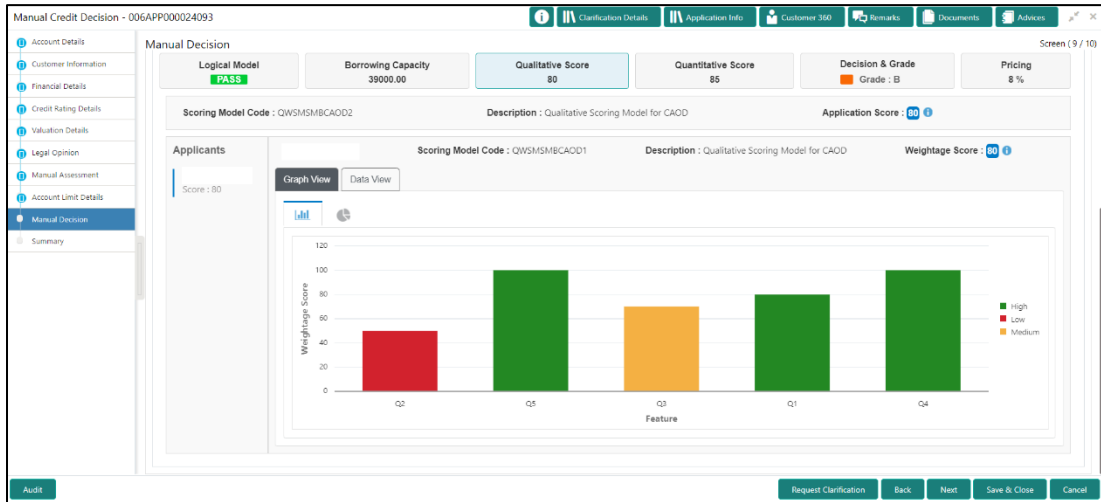 Manual Credit Decision - 006APP000024093
Clarification Details
Application Info
Customer 360
Remarks
Documents
Advices
Account Details
Customer Information
Financial Details
Credit Rating Details
Valuation Details
Legal Opinion
Manual Assessment
Account Limit Details
Manual Decision
Summary
Manual Decision
Screen ( 9 / 10)
Logical Model
PASS
Borrowing Capacity
39000.00
Qualitative Score
80
Quantitative Score
85
Decision & Grade
Grade : B
Pricing
8 %
Scoring Model Code : QWSMSMBCAOD2
Description : Qualitative Scoring Model for CAOD
Application Score : 80
Applicants
Score : 80
Scoring Model Code : QWSMSMBCAOD1
Description : Qualitative Scoring Model for CAOD
Weightage Score : 80
Graph View
Data View
120
100
80
60
40
20
0
Weightage Score
Q2
Q5
Q3
Q1
Q4
Feature
High
Low
Medium
Audit
Request Clarification
Back
Next
Save & Close
Cancel